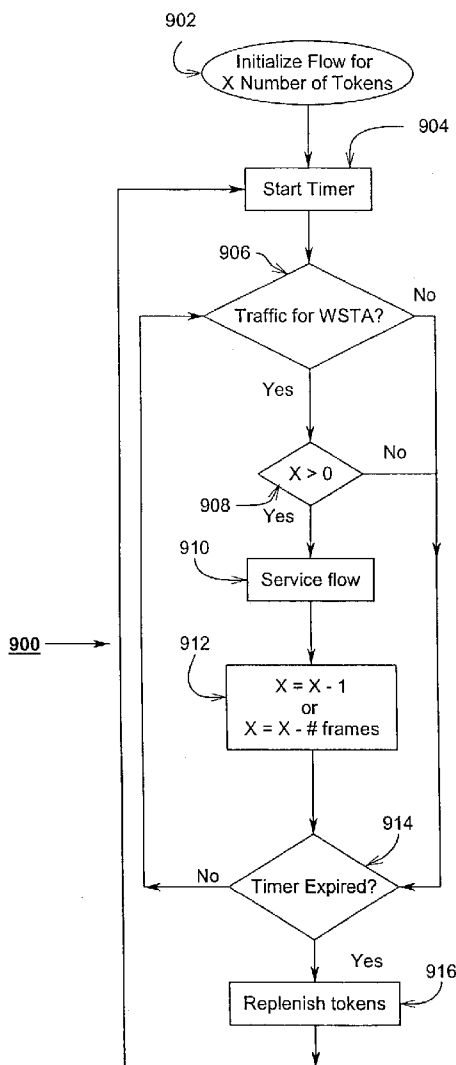 902
Initialize Flow for
X Number of Tokens
904
Start Timer
906
Traffic for WSTA?
No
Yes
X > 0
No
908
Yes
910
Service flow
900
912
X = X - 1
or
X = X - # frames
914
No
Timer Expired?
Yes
916
Replenish tokens